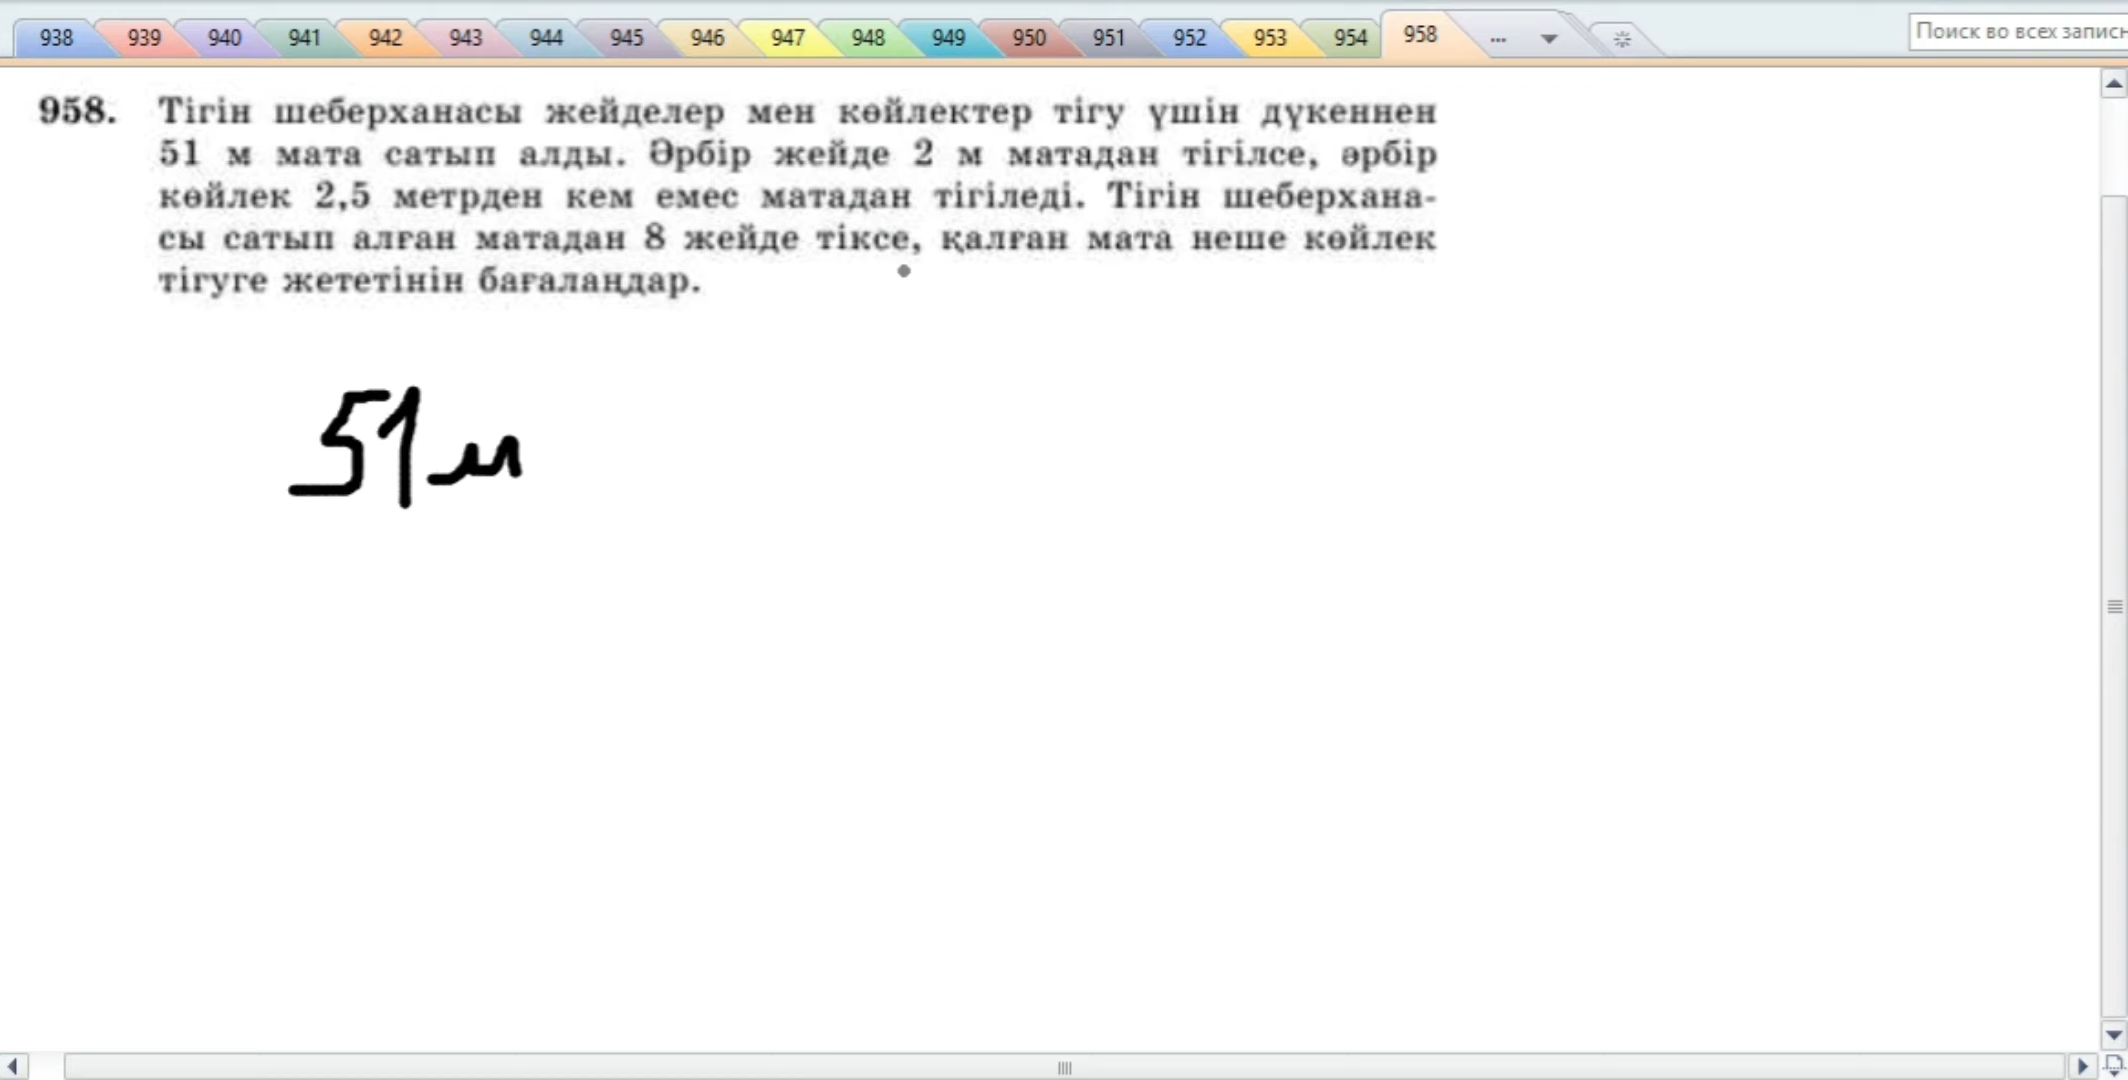 938 939 940 941 942 943 944 945 946 947 948 949 950 951 952 953 954 958 ...
Поиск во всех запис
958. Тігін шеберханасы жейделер мен көйлектер тігу үшін дүкеннен
51 м мата сатып алды. Әрбір жейде 2 м матадан тігілсе, әрбір
көйлек 2,5 метрден кем емес матадан тігіледі. Тігін шеберхана-
сы сатып алған матадан 8 жейде тіксе, қалған мата неше көйлек
тігуге жететінін бағалаңдар.
51 м